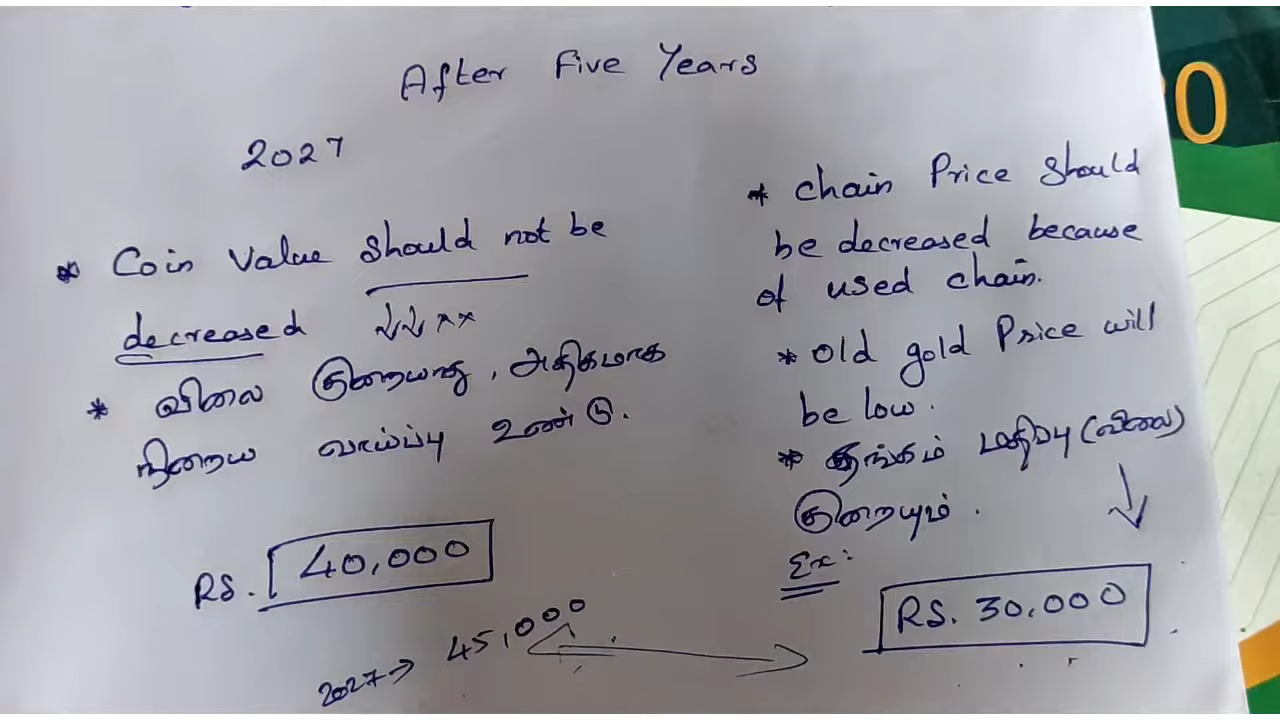 After Five Years
2027
* Coin Value should not be
decreased
* விலை குறையாது, அதிகமாக
நிறைய வாய்ப்பு உண்டு.
RS. 40,000
2027 → 45,000
* chain Price should
be decreased because
of used chain.
* old gold Price will
be low.
* தங்கம் மதிப்பு (விலை)
குறையும்.
Ex:
RS. 30,000
20